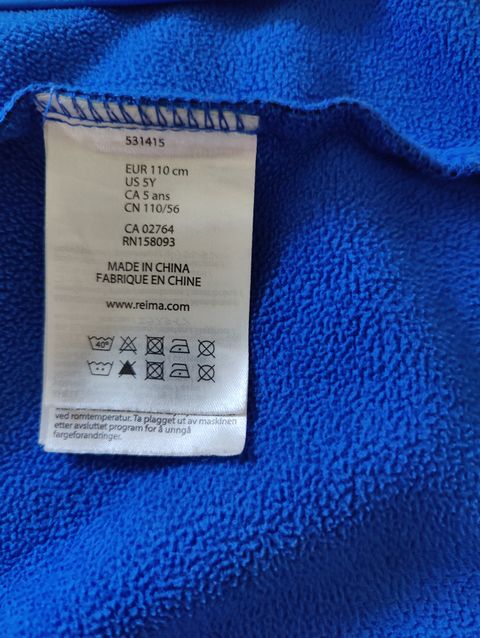 531415
EUR 110 cm
US 5Y
CA 5 ans
CN 110/56
CA 02764
RN158093
MADE IN CHINA
FABRIQUE EN CHINE
www.reima.com
40°
ved romtemperatur. Ta plagget ut av maskinen
etter avsluttet program for å unngå
fargeforandringer.